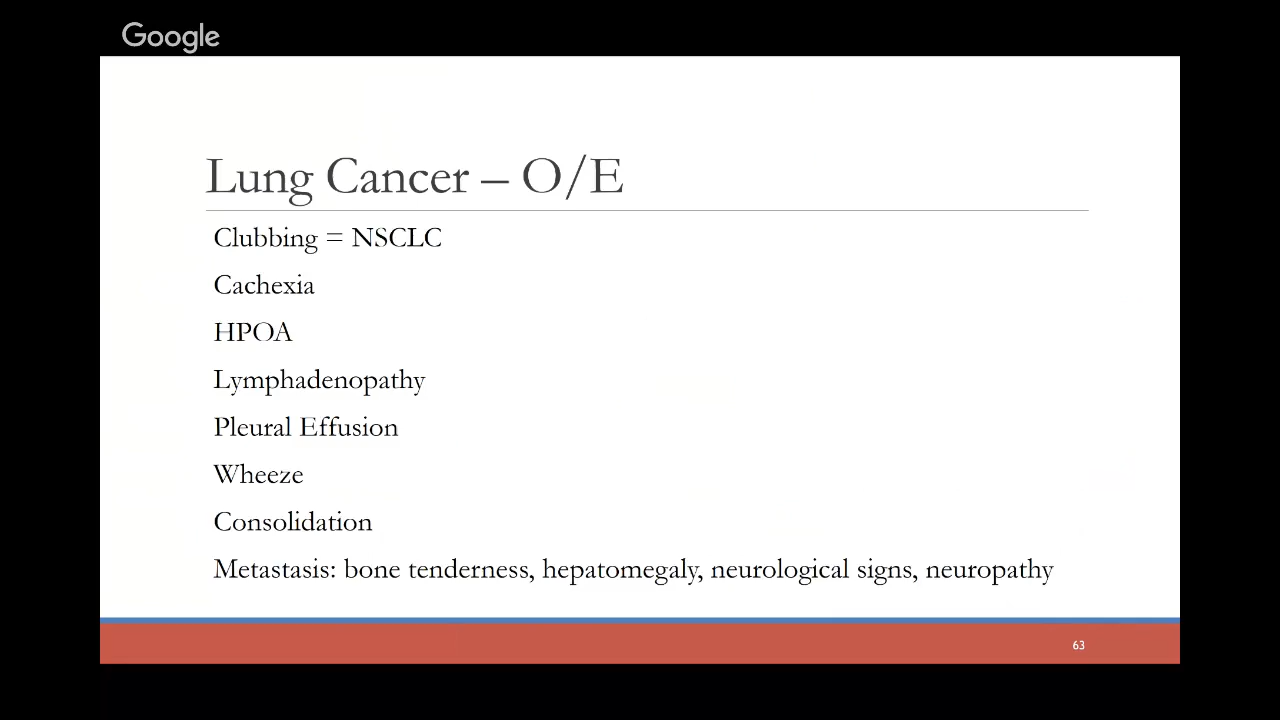 Google
Lung Cancer – O/E
Clubbing = NSCLC
Cachexia
HPOA
Lymphadenopathy
Pleural Effusion
Wheeze
Consolidation
Metastasis: bone tenderness, hepatomegaly, neurological signs, neuropathy
63